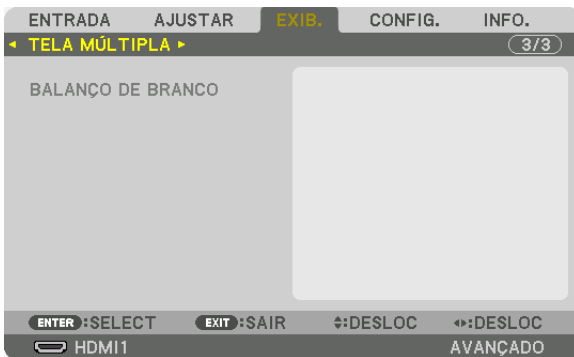 ENTRADA AJUSTAR EXIB. CONFIG. INFO.
TELA MÚLTIPLA 3/3
BALANÇO DE BRANCO
ENTER :SELECT EXIT :SAIR :DESLOC :DESLOC
HDMI1 AVANÇADO